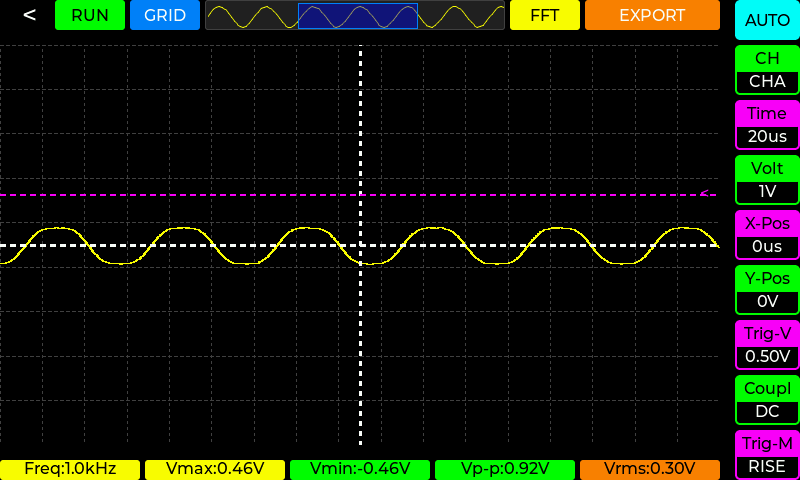 < RUN GRID FFT EXPORT AUTO
CH
CHA
Time
20us
Volt
1V
X-Pos
0us
Y-Pos
0V
Trig-V
0.50V
Coupl
DC
Trig-M
RISE
<
Freq:1.0kHz Vmax:0.46V Vmin:-0.46V Vp-p:0.92V Vrms:0.30V